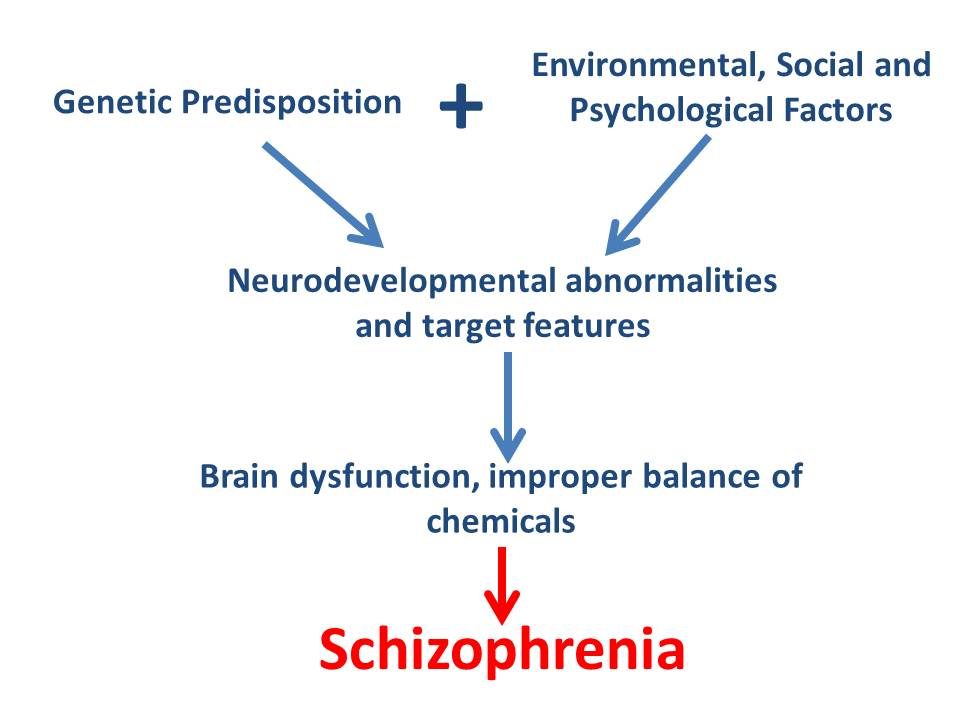 Genetic Predisposition
+
Environmental, Social and
Psychological Factors
Neurodevelopmental abnormalities
and target features
Brain dysfunction, improper balance of
chemicals
Schizophrenia